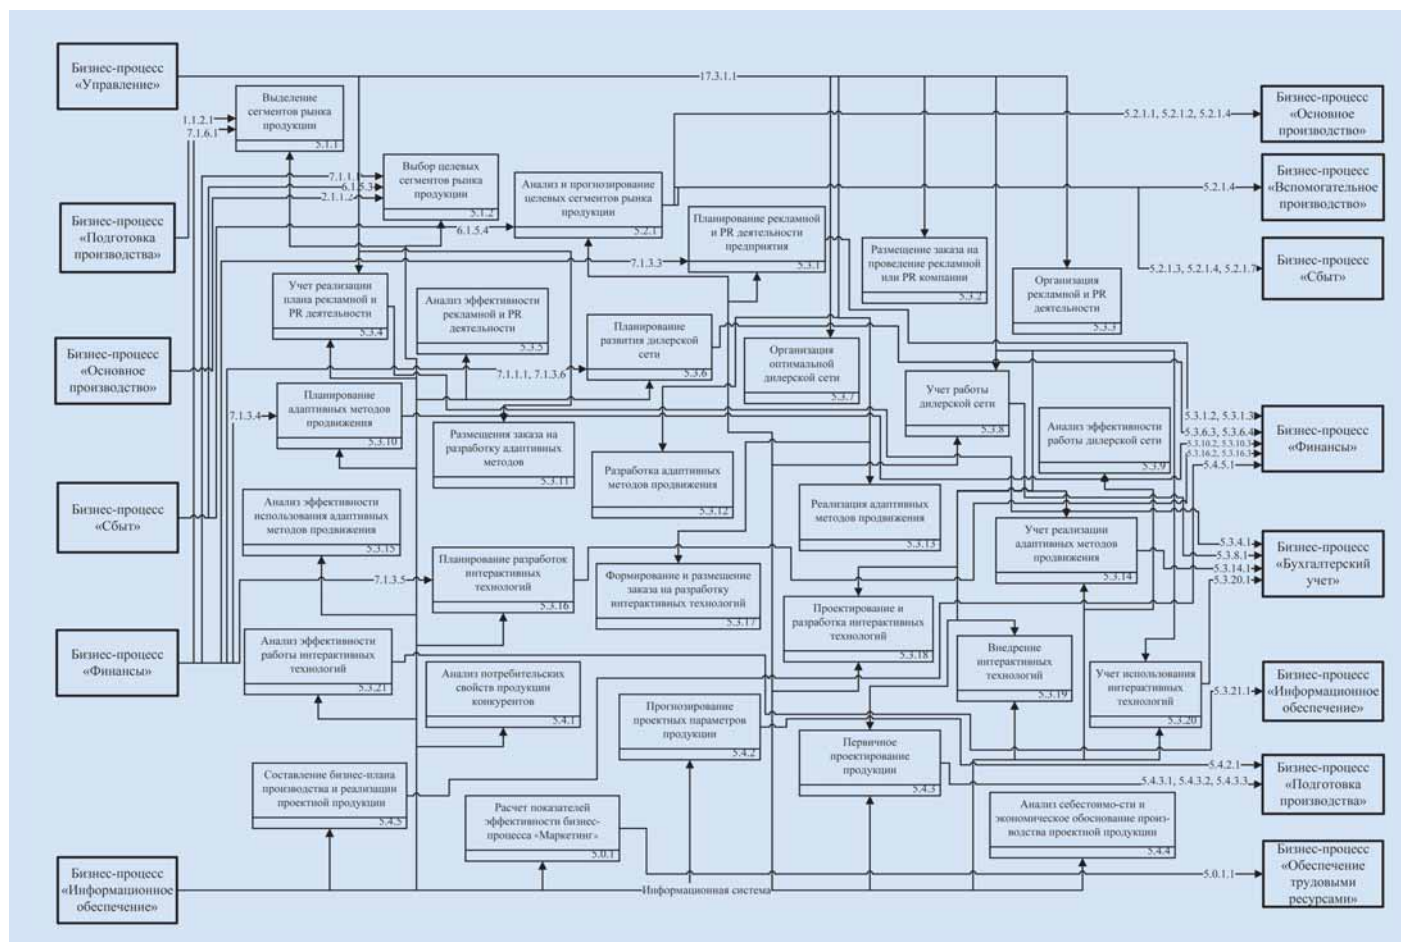 Бизнес-процесс
«Управление»
17.3.1.1
Выделение
сегментов рынка
продукции
5.1.1
1.1.2.1
7.1.6.1
Бизнес-процесс
«Основное
производство»
5.2.1.1, 5.2.1.2, 5.2.1.4
Выбор целевых
сегментов рынка
продукции
5.1.2
7.1.1.1
6.1.5.3
2.1.1.2
Анализ и прогнозирование
целевых сегментов рынка
продукции
5.2.1
6.1.5.4
Бизнес-процесс
«Вспомогательное
производство»
5.2.1.4
Бизнес-процесс
«Подготовка
производства»
Планирование рекламной
и PR деятельности
предприятия
5.3.1
7.1.3.3
Размещение заказа на
проведение рекламной
или PR компании
5.3.2
Организация
рекламной и PR
деятельности
5.3.3
5.2.1.3, 5.2.1.4, 5.2.1.7
Бизнес-процесс
«Сбыт»
Учет реализации
плана рекламной и
PR деятельности
5.3.4
Анализ эффективности
рекламной и PR
деятельности
5.3.5
Планирование
развития дилерской
сети
5.3.6
7.1.1.1, 7.1.3.6
Организация
оптимальной
дилерской сети
5.3.7
Бизнес-процесс
«Основное
производство»
Учет работы
дилерской сети
5.3.8
Анализ эффективности
работы дилерской сети
5.3.9
Планирование
адаптивных методов
продвижения
5.3.10
7.1.3.4
Размещения заказа на
разработку адаптивных
методов
5.3.11
Разработка адаптивных
методов продвижения
5.3.12
5.3.1.2, 5.3.1.3
5.3.6.3, 5.3.6.4
5.3.10.2, 5.3.10.3
5.3.16.2, 5.3.16.3
5.4.5.1
Бизнес-процесс
«Финансы»
Бизнес-процесс
«Сбыт»
Анализ эффективности
использования адаптивных
методов продвижения
5.3.15
Реализация адаптивных
методов продвижения
5.3.13
Учет реализации
адаптивных методов
продвижения
5.3.14
5.3.4.1
5.3.8.1
5.3.14.1
5.3.20.1
Бизнес-процесс
«Бухгалтерский
учет»
Планирование разработок
интерактивных
технологий
5.3.16
7.1.3.5
Формирование и размещение
заказа на разработку
интерактивных технологий
5.3.17
Проектирование и
разработка интерактивных
технологий
5.3.18
Внедрение
интерактивных
технологий
5.3.19
Учет использования
интерактивных
технологий
5.3.20
Бизнес-процесс
«Финансы»
Анализ эффективности
работы интерактивных
технологий
5.3.21
Анализ потребительских
свойств продукции
конкурентов
5.4.1
Прогнозирование
проектных параметров
продукции
5.4.2
Первичное
проектирование
продукции
5.4.3
5.3.21.1
Бизнес-процесс
«Информационное
обеспечение»
Составление бизнес-плана
производства и реализации
проектной продукции
5.4.5
Расчет показателей
эффективности бизнес-
процесса «Маркетинг»
5.0.1
Анализ себестоимо-сти и
экономическое обоснование произ-
водства проектной продукции
5.4.4
5.4.2.1
5.4.3.1, 5.4.3.2, 5.4.3.3
Бизнес-процесс
«Подготовка
производства»
Бизнес-процесс
«Информационное
обеспечение»
Информационная система
5.0.1.1
Бизнес-процесс
«Обеспечение
трудовыми
ресурсами»